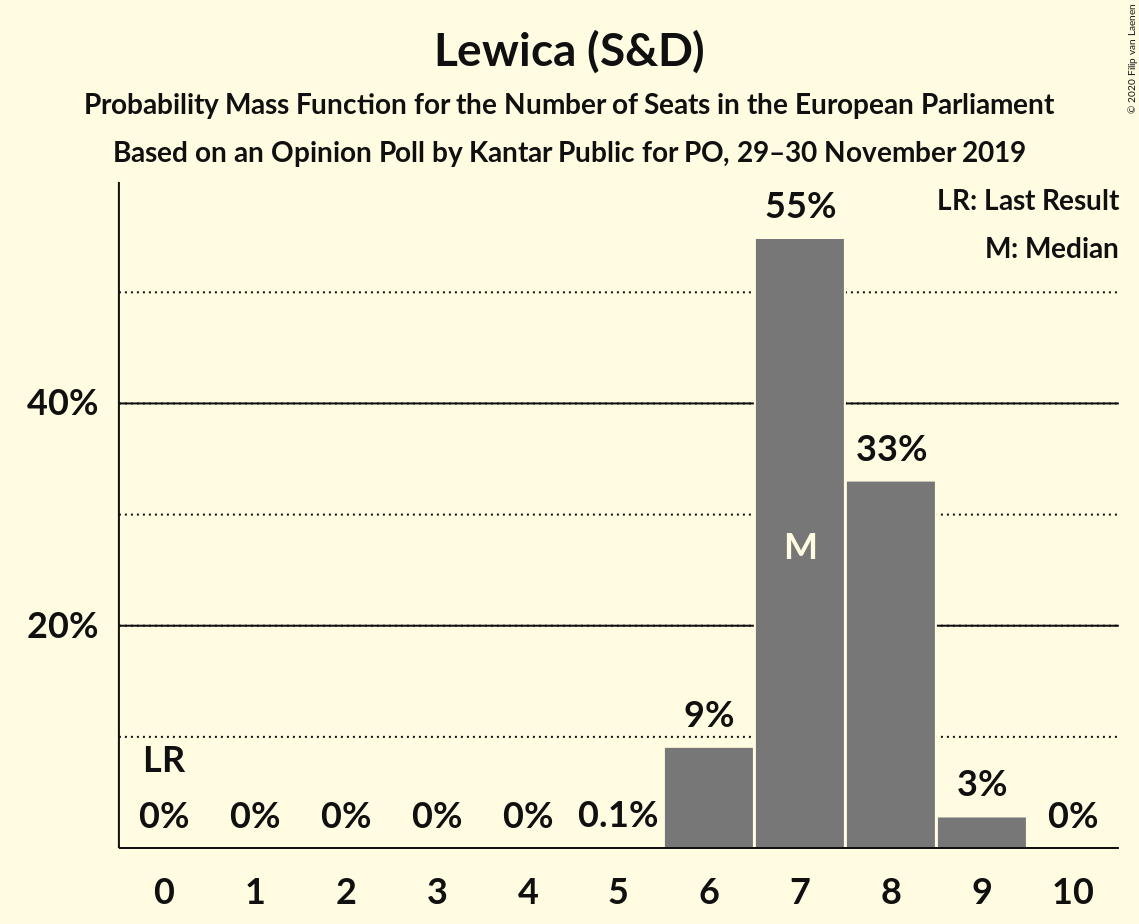 Lewica (S&D)
Probability Mass Function for the Number of Seats in the European Parliament
Based on an Opinion Poll by Kantar Public for PO, 29–30 November 2019
© 2020 Filip van Laenen
LR: Last Result
M: Median
40%
20%
LR
0% 0% 0% 0% 0% 0.1% 9% 55% 33% 3% 0%
M
0 1 2 3 4 5 6 7 8 9 10